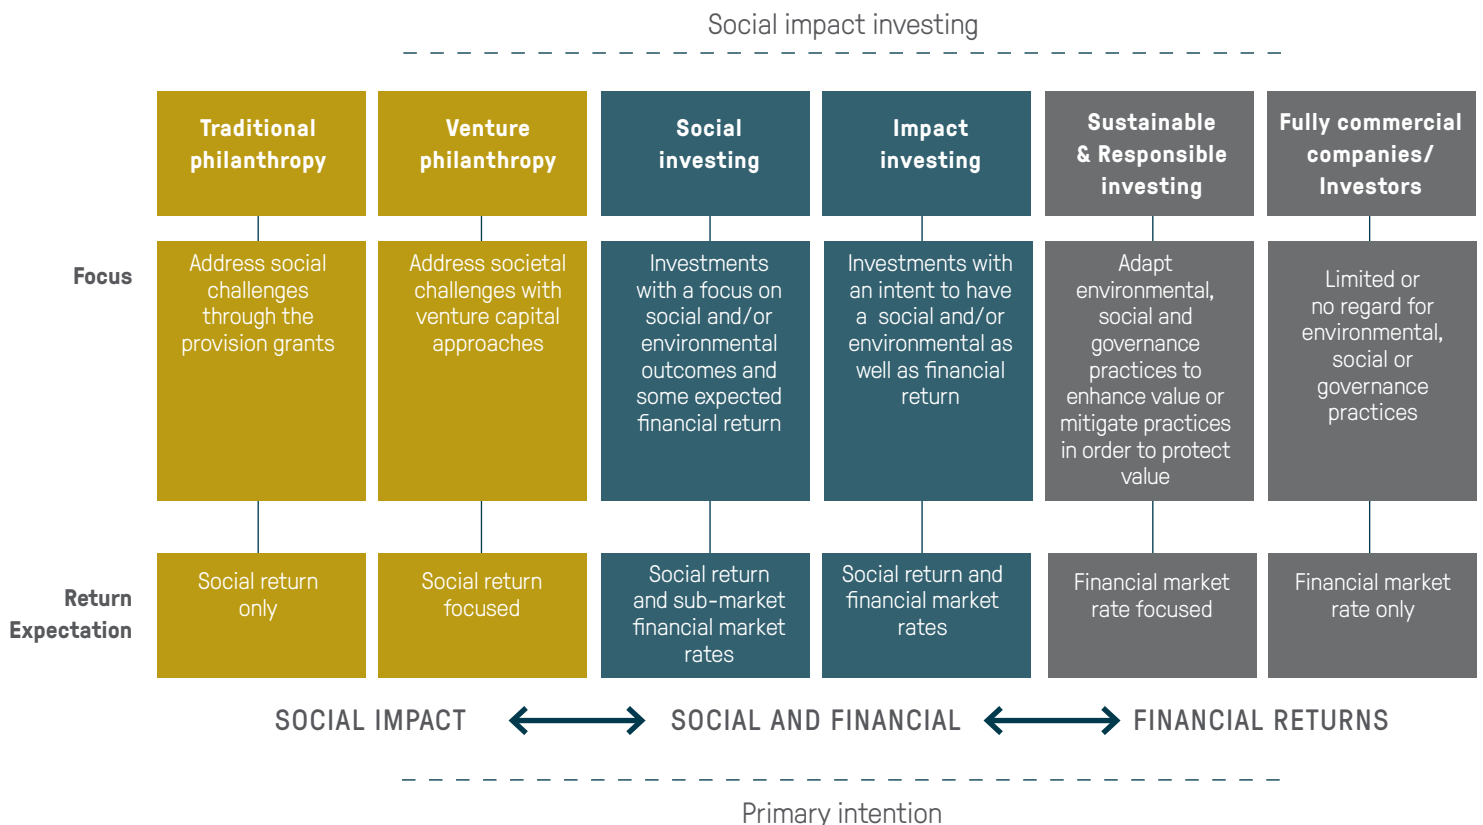 Social impact investing
Traditional
philanthropy
Venture
philanthropy
Social
investing
Impact
investing
Sustainable
& Responsible
investing
Fully commercial
companies/
Investors
Focus
Address social
challenges
through the
provision grants
Address societal
challenges with
venture capital
approaches
Investments
with a focus on
social and/or
environmental
outcomes and
some expected
financial return
Investments with
an intent to have
a social and/or
environmental as
well as financial
return
Adapt
environmental,
social and
governance
practices to
enhance value or
mitigate practices
in order to protect
value
Limited or
no regard for
environmental,
social or
governance
practices
Return
Expectation
Social return
only
Social return
focused
Social return
and sub-market
financial market
rates
Social return and
financial market
rates
Financial market
rate focused
Financial market
rate only
SOCIAL IMPACT
SOCIAL AND FINANCIAL
FINANCIAL RETURNS
Primary intention